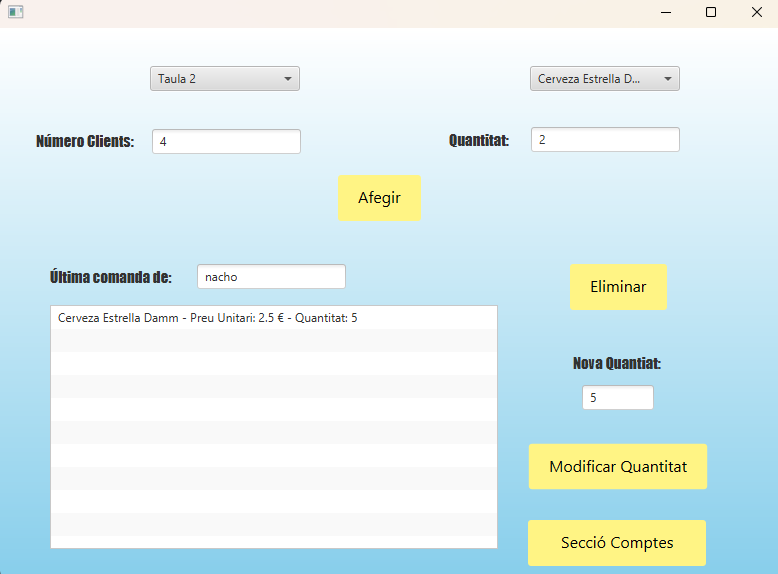 Taula 2
Cerveza Estrella D...
Número Clients:
4
Quantitat:
2
Afegir
Última comanda de:
nacho
Eliminar
Cerveza Estrella Damm - Preu Unitari: 2.5 € - Quantitat: 5
Nova Quantiat:
5
Modificar Quantitat
Secció Comptes